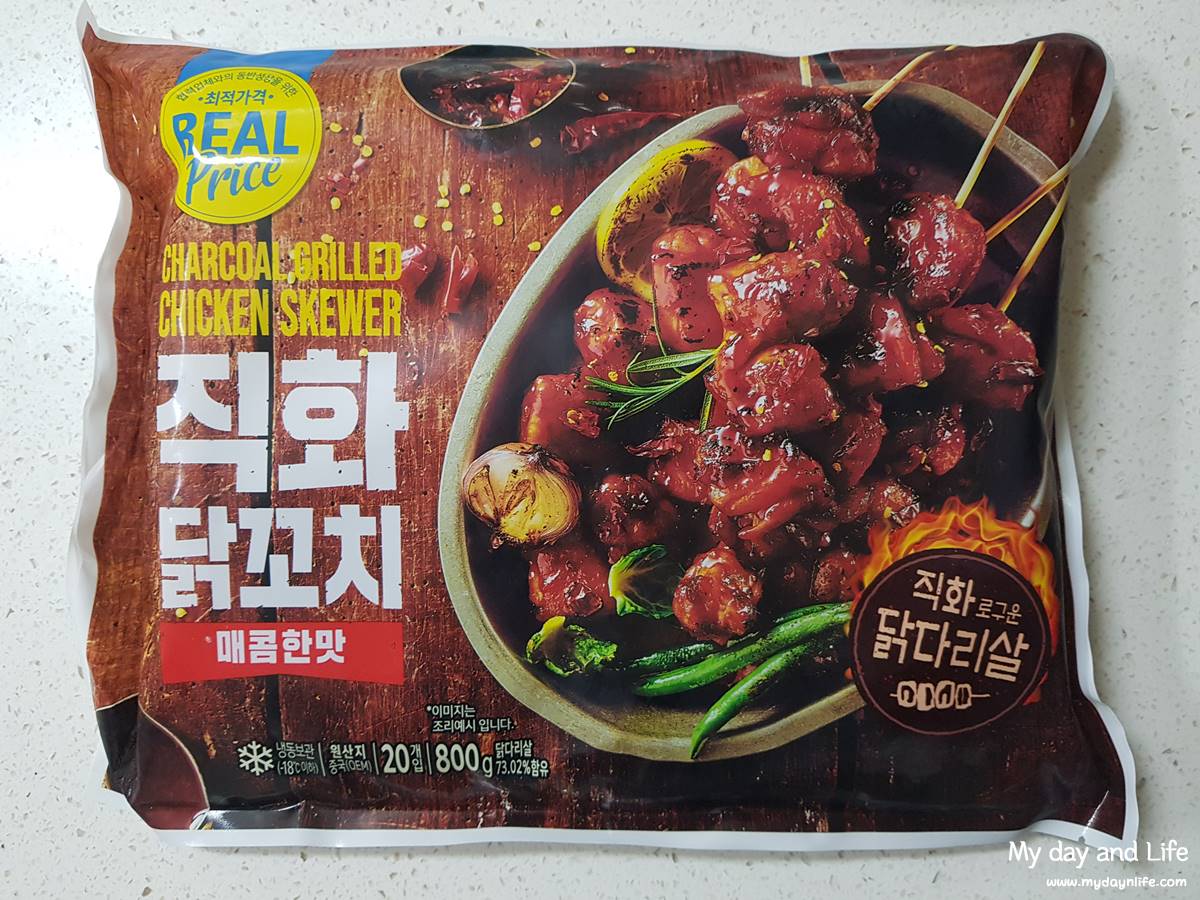 협력업체와의 동반성장을 위한
•최적가격•
REAL
Price
CHARCOAL GRILLED
CHICKEN SKEWER
직화
닭꼬치
매콤한맛
직화로구운
닭다리살
*이미지는
조리예시 입니다.
냉동보관
(-18℃이하)
원산지
중국(OEM)
20개입
800g
닭다리살
73.02%함유
My day and Life
www.mydaynlife.com